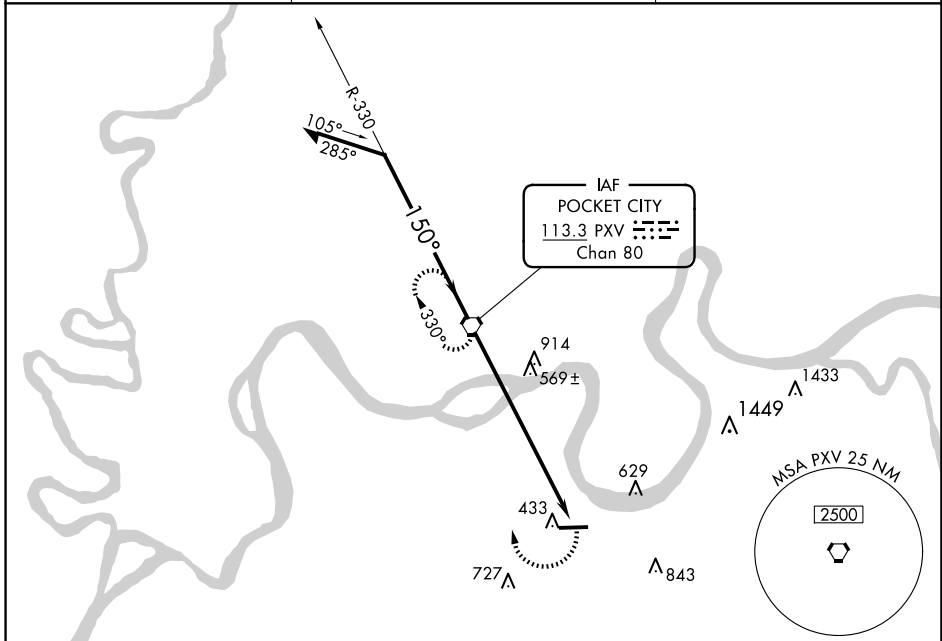 R-330
105°
285°
150°
330°
IAF
POCKET CITY
113.3 PXV
Chan 80
914
569±
1433
1449
629
433
727
843
MSA PXV 25 NM
2500